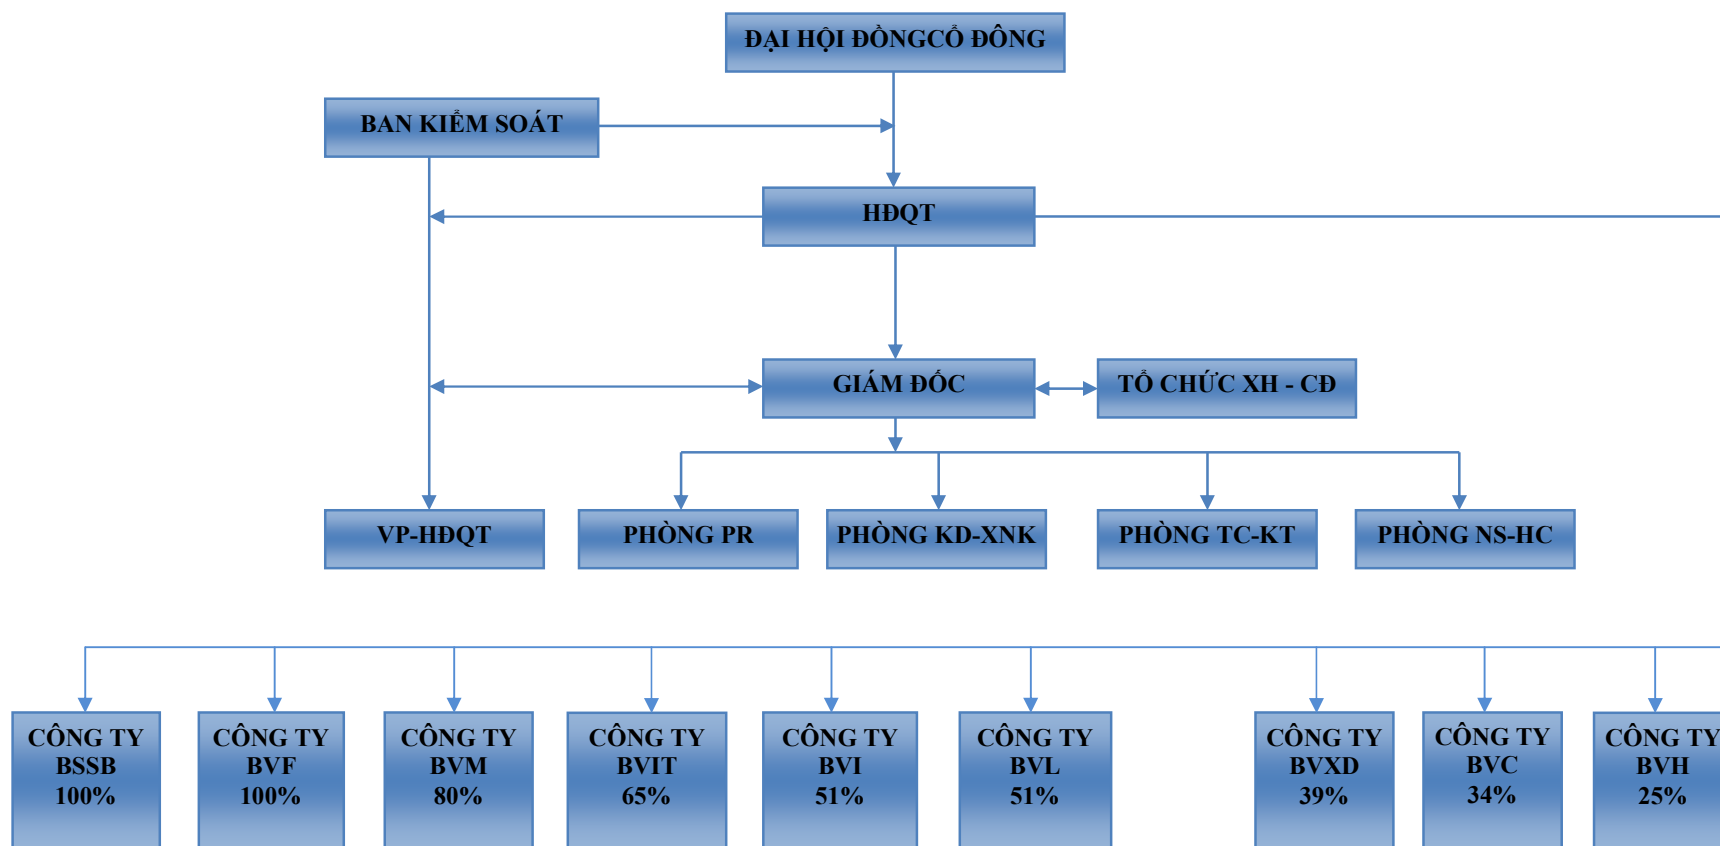 ĐẠI HỘI ĐỒNGCỔ ĐÔNG
BAN KIỂM SOÁT
HĐQT
GIÁM ĐỐC
TỔ CHỨC XH - CĐ
VP-HĐQT
PHÒNG PR
PHÒNG KD-XNK
PHÒNG TC-KT
PHÒNG NS-HC
CÔNG TY
BSSB
100%
CÔNG TY
BVF
100%
CÔNG TY
BVM
80%
CÔNG TY
BVIT
65%
CÔNG TY
BVI
51%
CÔNG TY
BVL
51%
CÔNG TY
BVXD
39%
CÔNG TY
BVC
34%
CÔNG TY
BVH
25%